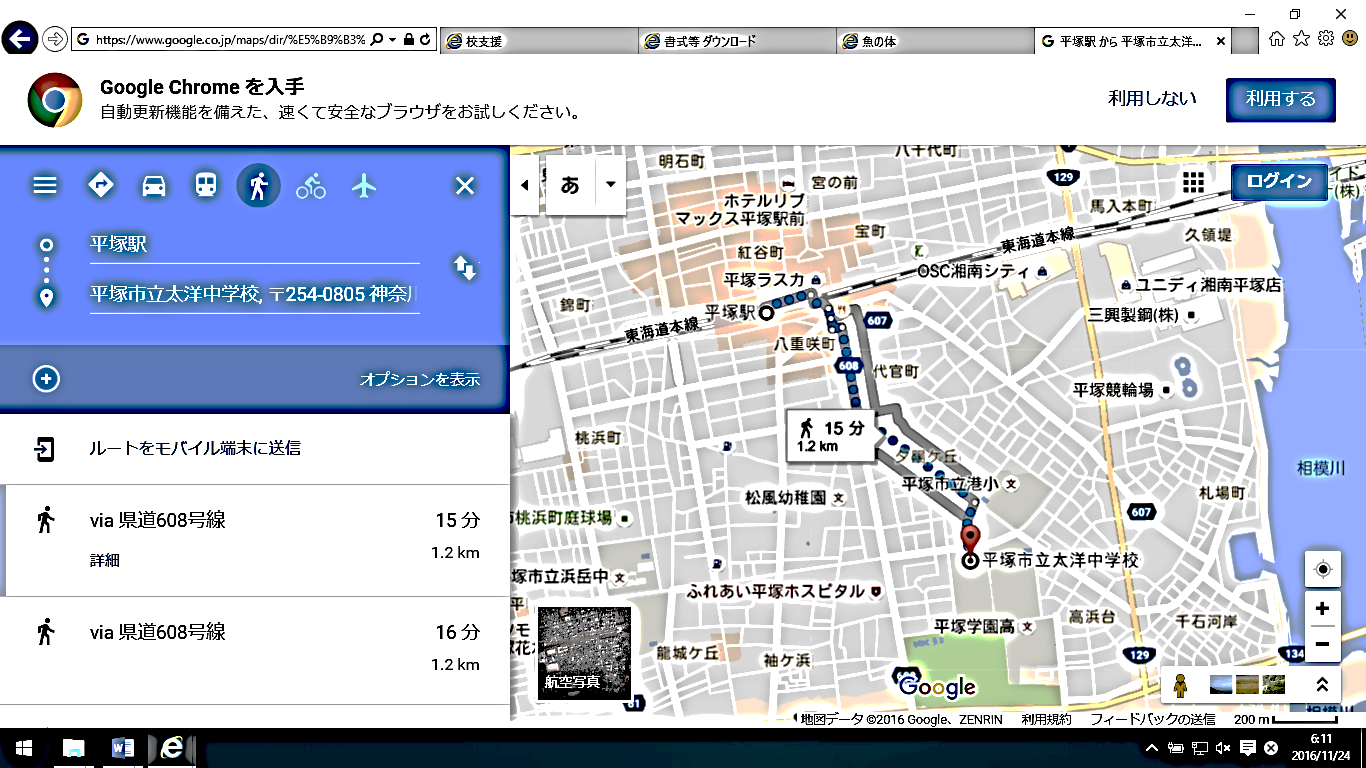 https://www.google.co.jp/maps/dir/%E5%B9%B3%
校支援
書式等 ダウンロード
魚の体
平塚駅 から 平塚市立太洋...
Google Chrome を入手
自動更新機能を備えた、速くて安全なブラウザをお試しください。
利用しない
利用する
平塚駅
平塚市立太洋中学校, 〒254-0805 神奈川
オプションを表示
ルートをモバイル端末に送信
via 県道608号線
15 分
1.2 km
詳細
via 県道608号線
16 分
1.2 km
あ
ログイン
明石町
八千代町
宮の前
129
馬入本町
(株)
ホテルリブ
マックス平塚駅前
宝町
東海道本線
久領堤
紅谷町
OSC湘南シティ
平塚ラスカ
ユニディ湘南平塚店
錦町
平塚駅
607
三興製鋼(株)
東海道本線
八重咲町
608
代官町
平塚競輪場
15 分
1.2 km
桃浜町
夕陽ケ丘
相模川
平塚市立港小
札場町
松風幼稚園
607
桃浜町庭球場
平塚市立太洋中学校
塚市立浜岳中
ふれあい平塚ホスピタル
高浜台
千石河岸
平塚学園高
龍城ケ丘
袖ケ浜
129
134
航空写真
Google
地図データ ©2016 Google、ZENRIN
利用規約
フィードバックの送信
200 m
6:11
2016/11/24